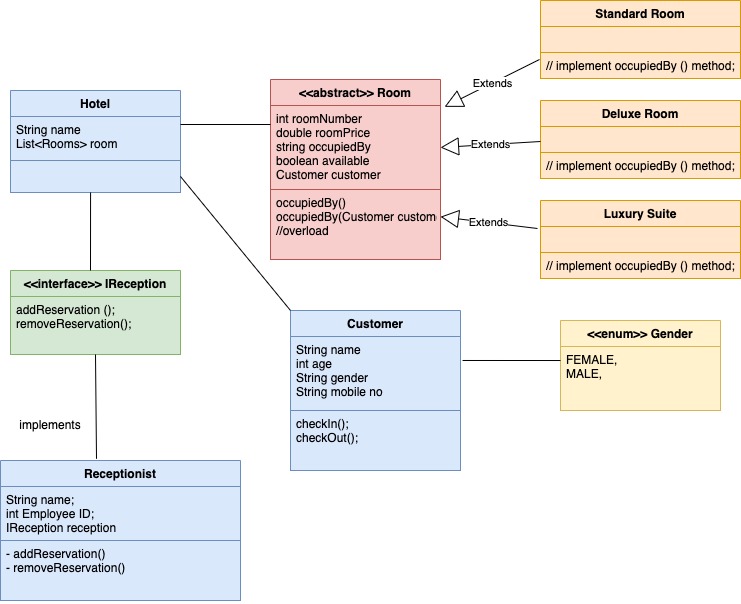 Standard Room
// implement occupiedBy () method;
Extends
Hotel
String name
List<Rooms> room
<<abstract>> Room
int roomNumber
double roomPrice
string occupiedBy
boolean available
Customer customer
occupiedBy()
occupiedBy(Customer custom
//overload
Deluxe Room
// implement occupiedBy () method;
Extends
Luxury Suite
// implement occupiedBy () method;
Extends
<<interface>> IReception
addReservation ();
removeReservation();
Customer
String name
int age
String gender
String mobile no
checkIn();
checkOut();
<<enum>> Gender
FEMALE,
MALE,
implements
Receptionist
String name;
int Employee ID;
IReception reception
- addReservation()
- removeReservation()